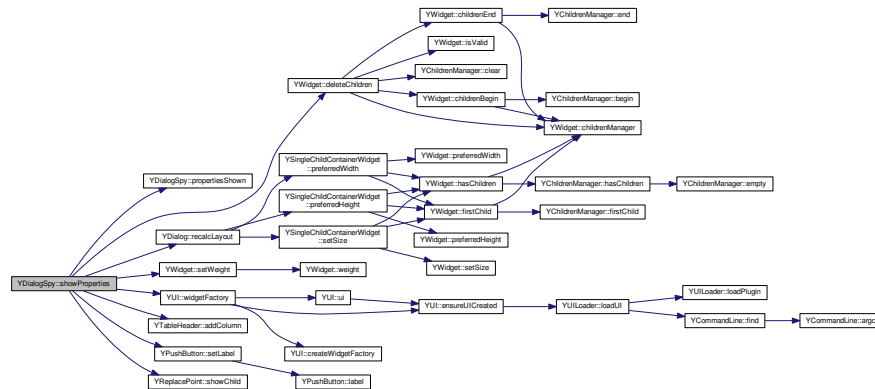 YWidget::childrenEnd
YChildrenManager::end
YWidget::isValid
YChildrenManager::clear
YWidget::deleteChildren
YWidget::childrenBegin
YChildrenManager::begin
YWidget::childrenManager
YSingleChildContainerWidget
::preferredWidth
YWidget::preferredWidth
YDialogSpy::propertiesShown
YWidget::hasChildren
YChildrenManager::hasChildren
YChildrenManager::empty
YSingleChildContainerWidget
::preferredHeight
YWidget::firstChild
YChildrenManager::firstChild
YDialog::recalcLayout
YSingleChildContainerWidget
::setSize
YWidget::preferredHeight
YWidget::setSize
YDialogSpy::showProperties
YWidget::setWeight
YWidget::weight
YUI::widgetFactory
YUI::ui
YUI::ensureUICreated
YUILoader::loadUI
YUILoader::loadPlugin
YTableHeader::addColumn
YCommandLine::find
YCommandLine::argc
YPushButton::setLabel
YUI::createWidgetFactory
YReplacePoint::showChild
YPushButton::label